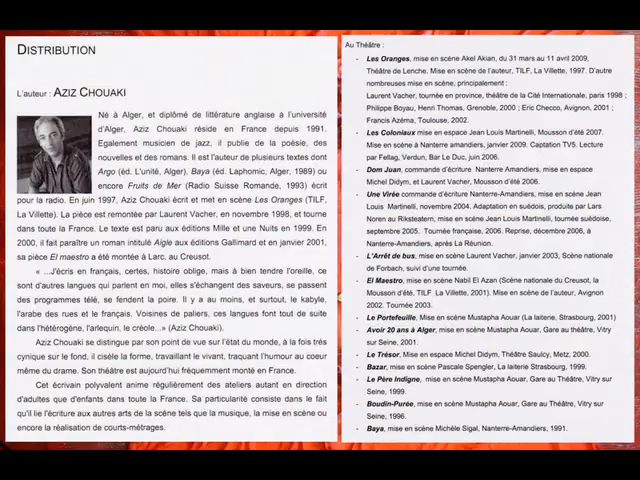 DISTRIBUTION
L'auteur : AZIZ CHOUAKI
Né à Alger, et diplômé de littérature anglaise à l'université
d'Alger, Aziz Chouaki réside en France depuis 1991.
Egalement musicien de jazz, il publie de la poésie, des
nouvelles et des romans. Il est l'auteur de plusieurs textes dont
Argo (éd. L'unité, Alger), Baya (éd. Laphomic, Alger, 1989) ou
encore Fruits de Mer (Radio Suisse Romande, 1993) écrit
pour la radio. En juin 1997, Aziz Chouaki écrit et met en scène Les Oranges (TILF,
La Villette). La pièce est remontée par Laurent Vacher, en novembre 1998, et tourne
dans toute la France. Le texte est paru aux éditions Mille et une Nuits en 1999. En
2000, il fait paraître un roman intitulé Aigle aux éditions Gallimard et en janvier 2001,
sa pièce El maestro a été montée à Larc, au Creusot.
« ...J'écris en français, certes, histoire oblige, mais à bien tendre l'oreille, ce
sont d'autres langues qui parlent en moi, elles s'échangent des saveurs, se passent
des programmes télé, se fendent la poire. Il y a au moins, et surtout, le kabyle,
l'arabe des rues et le français. Voisines de paliers, ces langues font tout de suite
dans l'hétérogène, l'arlequin, le créole...» (Aziz Chouaki).
Aziz Chouaki se distingue par son point de vue sur l'état du monde, à la fois très
cynique sur le fond, il cisèle la forme, travaillant le vivant, traquant l'humour au coeur
même du drame. Son théâtre est aujourd'hui fréquemment monté en France.
Cet écrivain polyvalent anime régulièrement des ateliers autant en direction
d'adultes que d'enfants dans toute la France. Sa particularité consiste dans le fait
qu'il lie l'écriture aux autres arts de la scène tels que la musique, la mise en scène ou
encore la réalisation de courts-métrages.
Au Théâtre :
- Les Oranges, mise en scène Akel Akian, du 31 mars au 11 avril 2009,
Théâtre de Lenche. Mise en scène de l'auteur, TILF, La Villette, 1997. D'autre
nombreuses mise en scène, principalement :
Laurent Vacher, tournée en province, théâtre de la Cité Internationale, paris 1998 ;
Philippe Boyau, Henri Thomas, Grenoble, 2000 ; Eric Checco, Avignon, 2001 ;
Francis Azéma, Toulouse, 2002.
- Les Coloniaux mise en espace Jean Louis Martinelli, Mousson d'été 2007.
Mise en scène à Nanterre amandiers, janvier 2009. Captation TV5. Lecture
par Fellag, Verdun, Bar Le Duc, juin 2006.
- Dom Juan, commande d'écriture Nanterre-Amandiers, mise en espace
Michel Didym, et Laurent Vacher, Mousson d'été 2006.
- Une Virée commande d'écriture Nanterre-Amandiers, mise en scène Jean
Louis Martinelli, novembre 2004. Adaptation en suédois, produite par Lars
Noren au Riksteatern, mise en scène Jean Louis Martinelli, tournée suédoise,
septembre 2005. Tournée française, 2006. Reprise, décembre 2006, à
Nanterre-Amandiers, après La Réunion.
- L'Arrêt de bus, mise en scène Laurent Vacher, janvier 2003, Scène nationale
de Forbach, suivi d'une tournée.
- El Maestro, mise en scène Nabil El Azan (Scène nationale du Creusot, la
Mousson d'été, TILF La Villette, 2001). Mise en scène de l'auteur, Avignon
2002. Tournée 2003.
- Le Portefeuille, Mise en scène Mustapha Aouar (La laiterie, Strasbourg, 2001)
- Avoir 20 ans à Alger, mise en scène Mustapha Aouar, Gare au théâtre, Vitry
sur Seine, 2001.
- Le Trésor, Mise en espace Michel Didym, Théâtre Saulcy, Metz, 2000.
- Bazar, mise en scène Pascale Spengler, La laiterie Strasbourg, 1999.
- Le Père Indigne, mise en scène Mustapha Aouar, Gare au Théâtre, Vitry sur
Seine, 1999.
- Boudin-Purée, mise en scène Mustapha Aouar, Gare au Théâtre, Vitry sur
Seine, 1996.
- Baya, mise en scène Michèle Sigal, Nanterre-Amandiers, 1991.